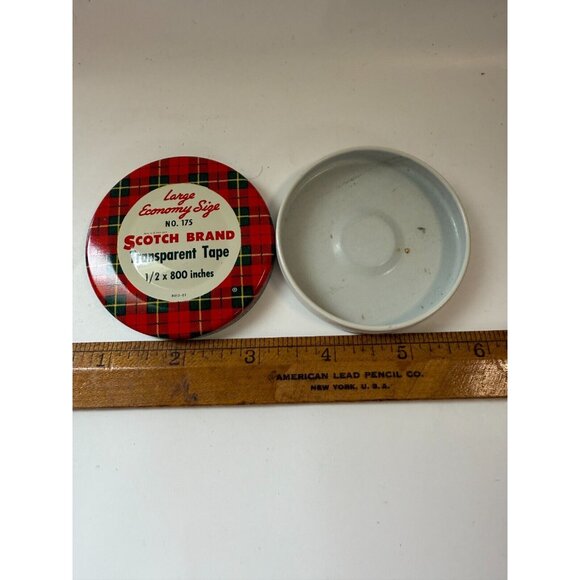 Large
Economy Size
NO. 175
SCOTCH BRAND
Transparent Tape
1/2 x 800 inches
®
1 2 3 4 5 6
AMERICAN LEAD PENCIL CO.
NEW YORK, U.S.A.